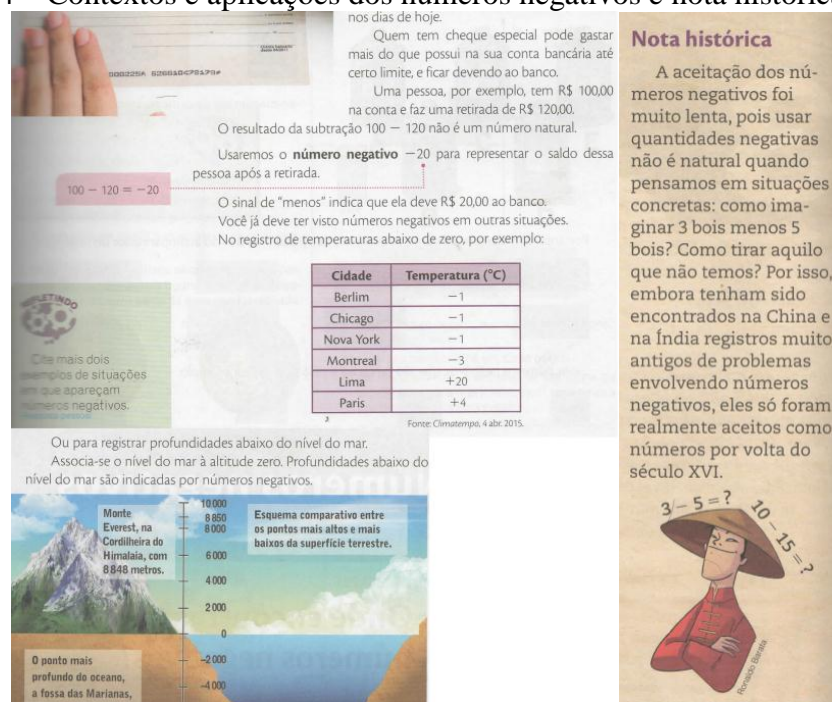 Contextos e aplicações dos números negativos e nota histórica
nos dias de hoje.
Quem tem cheque especial pode gastar
mais do que possui na sua conta bancária até
certo limite, e ficar devendo ao banco.
Uma pessoa, por exemplo, tem R$ 100,00
na conta e faz uma retirada de R$ 120,00.
O resultado da subtração 100 − 120 não é um número natural.
Usaremos o número negativo −20 para representar o saldo dessa
pessoa após a retirada.
100 − 120 = −20
O sinal de "menos" indica que ela deve R$ 20,00 ao banco.
Você já deve ter visto números negativos em outras situações.
No registro de temperaturas abaixo de zero, por exemplo:
Cidade Temperatura (°C)
Berlim −1
Chicago −1
Nova York −1
Montreal −3
Lima +20
Paris +4
Fonte: Climatempo, 4 abr. 2015.
REFLETINDO
Cite mais dois
exemplos de situações
em que apareçam
números negativos.
Ou para registrar profundidades abaixo do nível do mar.
Associa-se o nível do mar à altitude zero. Profundidades abaixo do
nível do mar são indicadas por números negativos.
Monte
Everest, na
Cordilheira do
Himalaia, com
8 848 metros.
10 000
8 850
8 000
6 000
4 000
2 000
0
−2 000
−4 000
Esquema comparativo entre
os pontos mais altos e mais
baixos da superfície terrestre.
O ponto mais
profundo do oceano,
a fossa das Marianas,
Nota histórica
A aceitação dos nú-
meros negativos foi
muito lenta, pois usar
quantidades negativas
não é natural quando
pensamos em situações
concretas: como ima-
ginar 3 bois menos 5
bois? Como tirar aquilo
que não temos? Por isso,
embora tenham sido
encontrados na China e
na Índia registros muito
antigos de problemas
envolvendo números
negativos, eles só foram
realmente aceitos como
números por volta do
século XVI.
3 − 5 = ?
10 − 15 = ?
Ronaldo Barata